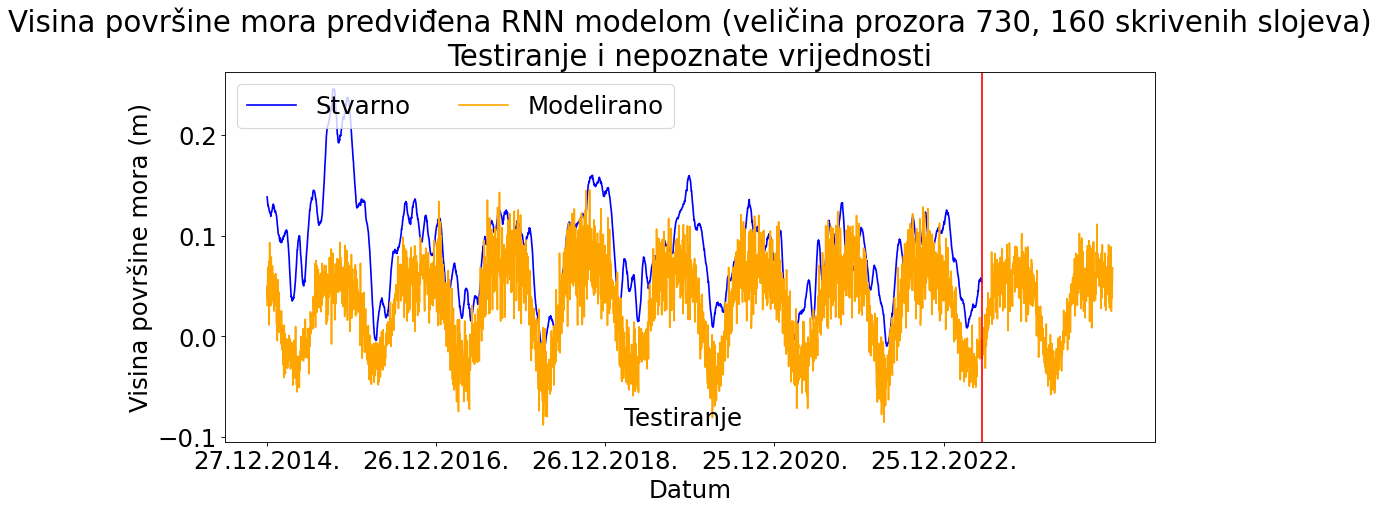 Visina površine mora predviđena RNN modelom (veličina prozora 730, 160 skrivenih slojeva)
Testiranje i nepoznate vrijednosti
Stvarno
Modelirano
Visina površine mora (m)
0.2
0.1
0.0
−0.1
Testiranje
27.12.2014.
26.12.2016.
26.12.2018.
25.12.2020.
25.12.2022.
Datum